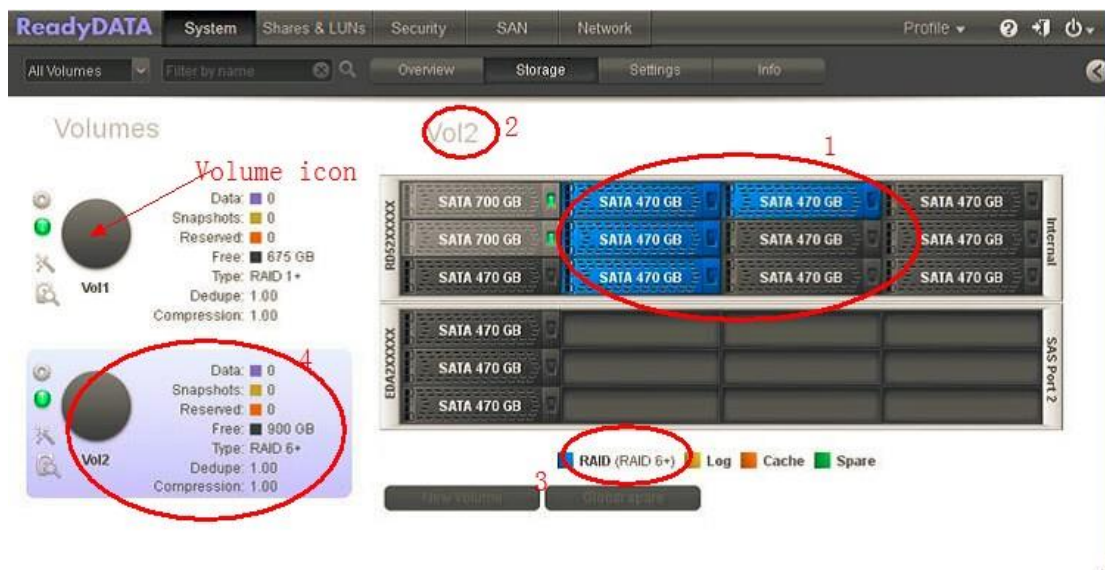 ReadyDATA System Shares & LUNs Security SAN Network Profile
All Volumes Filter by name Overview Storage Settings Info
Volumes
Volume icon
Data: 0
Snapshots: 0
Reserved: 0
Free: 675 GB
Type: RAID 1+
Dedupe: 1.00
Compression: 1.00
Vol1
Data: 0
Snapshots: 0
Reserved: 0
Free: 900 GB
Type: RAID 6+
Dedupe: 1.00
Compression: 1.00
Vol2
4
Vol2 2
1
RD52XXXXX
SATA 700 GB SATA 470 GB SATA 470 GB SATA 470 GB
SATA 700 GB SATA 470 GB SATA 470 GB SATA 470 GB
SATA 470 GB SATA 470 GB SATA 470 GB SATA 470 GB
Internal
EDA2XXXXX
SATA 470 GB
SATA 470 GB
SATA 470 GB
SAS Port 2
RAID (RAID 6+) Log Cache Spare
3
New Volume Global spare